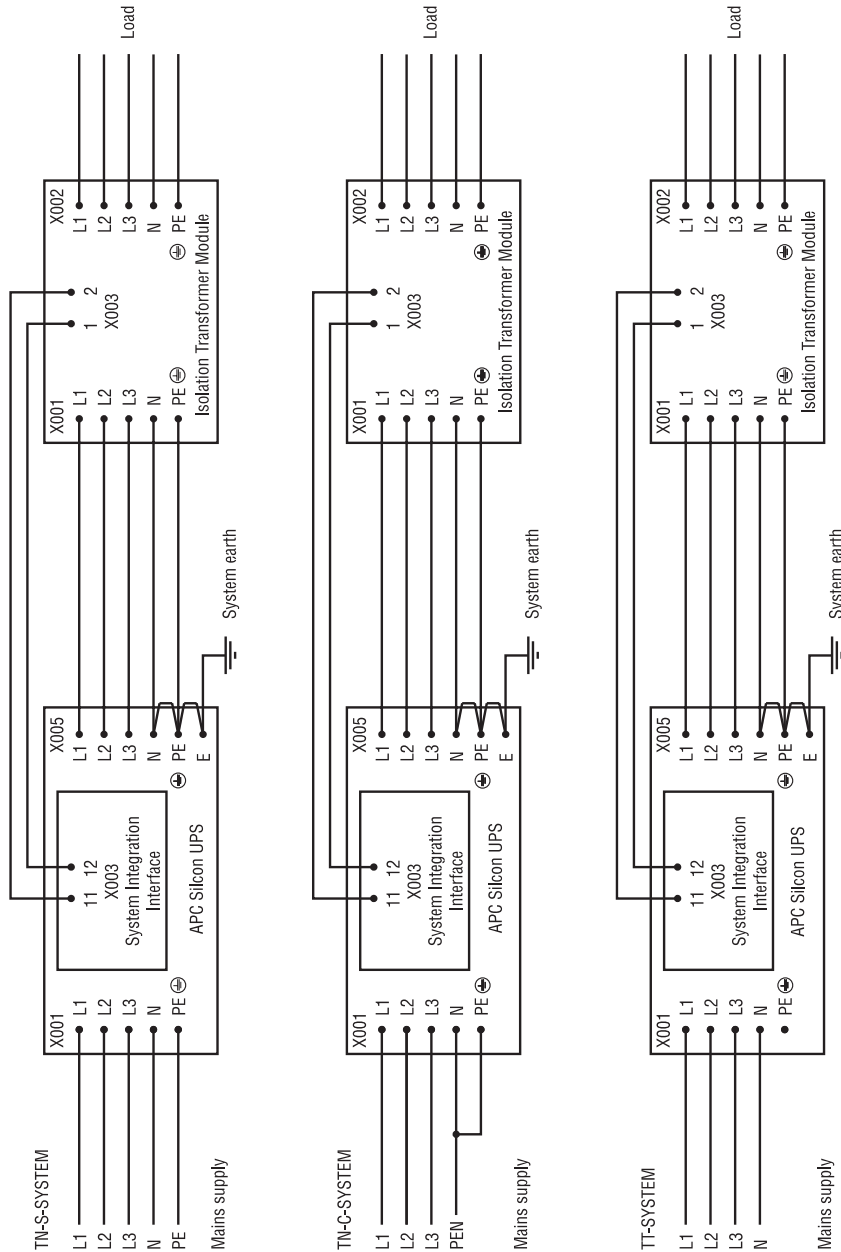 TN-S-SYSTEM
L1
L2
L3
N
PE
Mains supply
X001
L1
L2
L3
N
PE
11 12
X003
System Integration
Interface
APC Silcon UPS
X005
L1
L2
L3
N
PE
E
System earth
X001
L1
L2
L3
N
PE
1 2
X003
Isolation Transformer Module
X002
L1
L2
L3
N
PE
Load
TN-C-SYSTEM
L1
L2
L3
PEN
Mains supply
X001
L1
L2
L3
N
PE
11 12
X003
System Integration
Interface
APC Silcon UPS
X005
L1
L2
L3
N
PE
E
System earth
X001
L1
L2
L3
N
PE
1 2
X003
Isolation Transformer Module
X002
L1
L2
L3
N
PE
Load
TT-SYSTEM
L1
L2
L3
N
Mains supply
X001
L1
L2
L3
N
PE
11 12
X003
System Integration
Interface
APC Silcon UPS
X005
L1
L2
L3
N
PE
E
System earth
X001
L1
L2
L3
N
PE
1 2
X003
Isolation Transformer Module
X002
L1
L2
L3
N
PE
Load